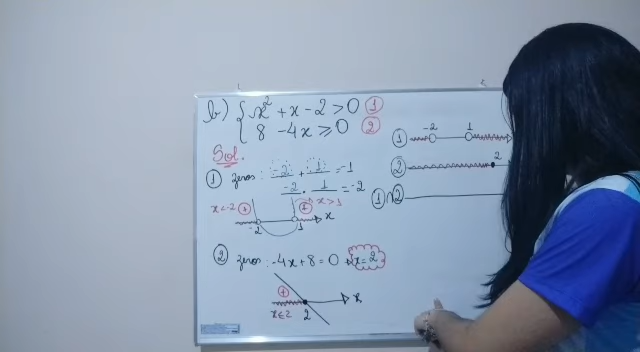 b) { x² + x - 2 > 0 ①
8 - 4x ⩾ 0 ②
Sol.
① zeros: -2 + 1 = -1
-2 . 1 = -2
x < -2 + + x > 1
-2 1 x
② zeros: -4x + 8 = 0 x = 2
+ x
x ⩽ 2 2
① -2 1
② 2
① ∩ ②